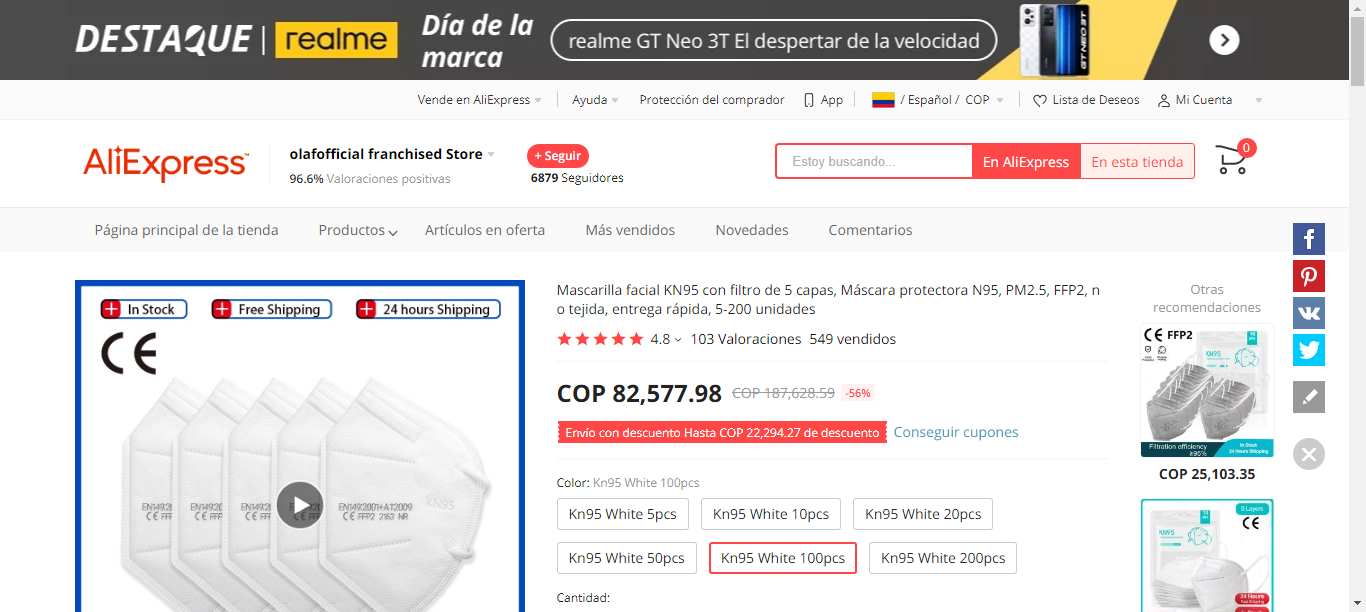 DESTAQUE
realme
Día de la
marca
realme GT Neo 3T El despertar de la velocidad
GT NEO 3T
Vende en AliExpress
Ayuda
Protección del comprador
App
/ Español / COP
Lista de Deseos
Mi Cuenta
AliExpress
olafofficial franchised Store
96.6% Valoraciones positivas
+ Seguir
6879 Seguidores
Estoy buscando...
En AliExpress
En esta tienda
0
Página principal de la tienda
Productos
Artículos en oferta
Más vendidos
Novedades
Comentarios
In Stock
Free Shipping
24 hours Shipping
CE
EN149:2001+A1:2009
CE FFP2 2163 NR
KN95
Mascarilla facial KN95 con filtro de 5 capas, Máscara protectora N95, PM2.5, FFP2, n
o tejida, entrega rápida, 5-200 unidades
4.8
103 Valoraciones
549 vendidos
COP 82,577.98
COP 187,628.59
-56%
Envío con descuento Hasta COP 22,294.27 de descuento
Conseguir cupones
Color: Kn95 White 100pcs
Kn95 White 5pcs
Kn95 White 10pcs
Kn95 White 20pcs
Kn95 White 50pcs
Kn95 White 100pcs
Kn95 White 200pcs
Cantidad:
Otras
recomendaciones
CE FFP2
KN95
Filtration efficiency
≥95%
In Stock
24 Hours Shipping
COP 25,103.35
5 Layers
CE
KN95
24 Hours